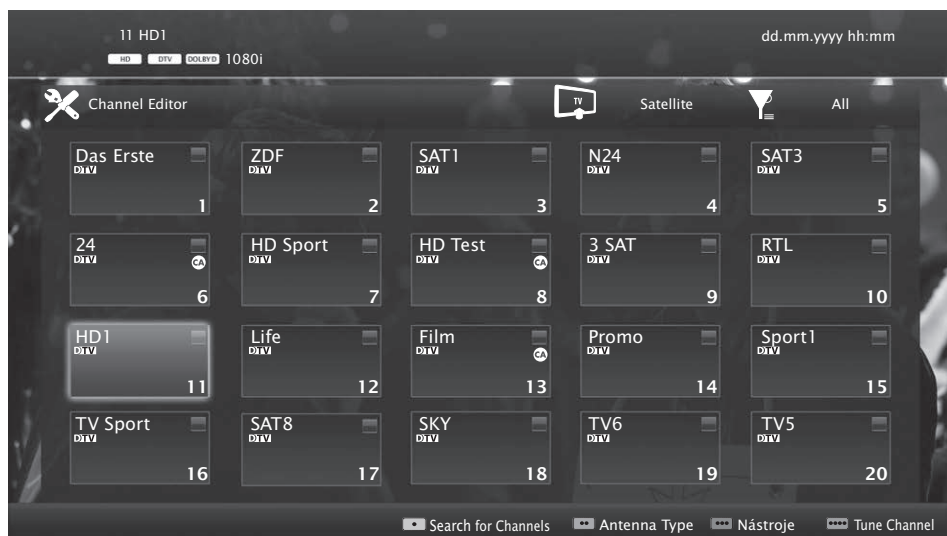 11 HD1
dd.mm.yyyy hh:mm
HD DTV DOLBY D 1080i
Channel Editor
TV
Satellite
All
Das Erste
DTV
1
ZDF
DTV
2
SAT1
DTV
3
N24
DTV
4
SAT3
DTV
5
24
DTV
CA
6
HD Sport
DTV
7
HD Test
DTV
CA
8
3 SAT
DTV
9
RTL
DTV
10
HD1
DTV
11
Life
DTV
12
Film
DTV
CA
13
Promo
DTV
14
Sport1
DTV
15
TV Sport
DTV
16
SAT8
DTV
17
SKY
DTV
18
TV6
DTV
19
TV5
DTV
20
Search for Channels
Antenna Type
Nástroje
Tune Channel